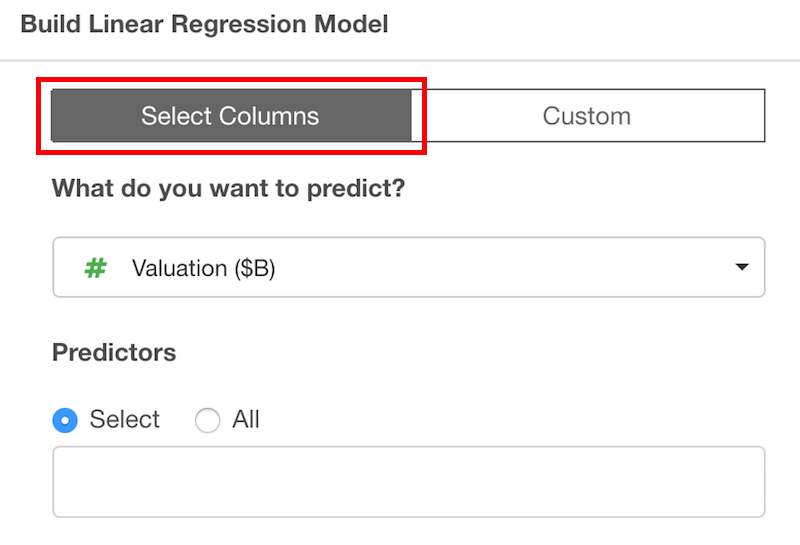 Build Linear Regression Model
Select Columns
Custom
What do you want to predict?
# Valuation ($B)
Predictors
Select
All